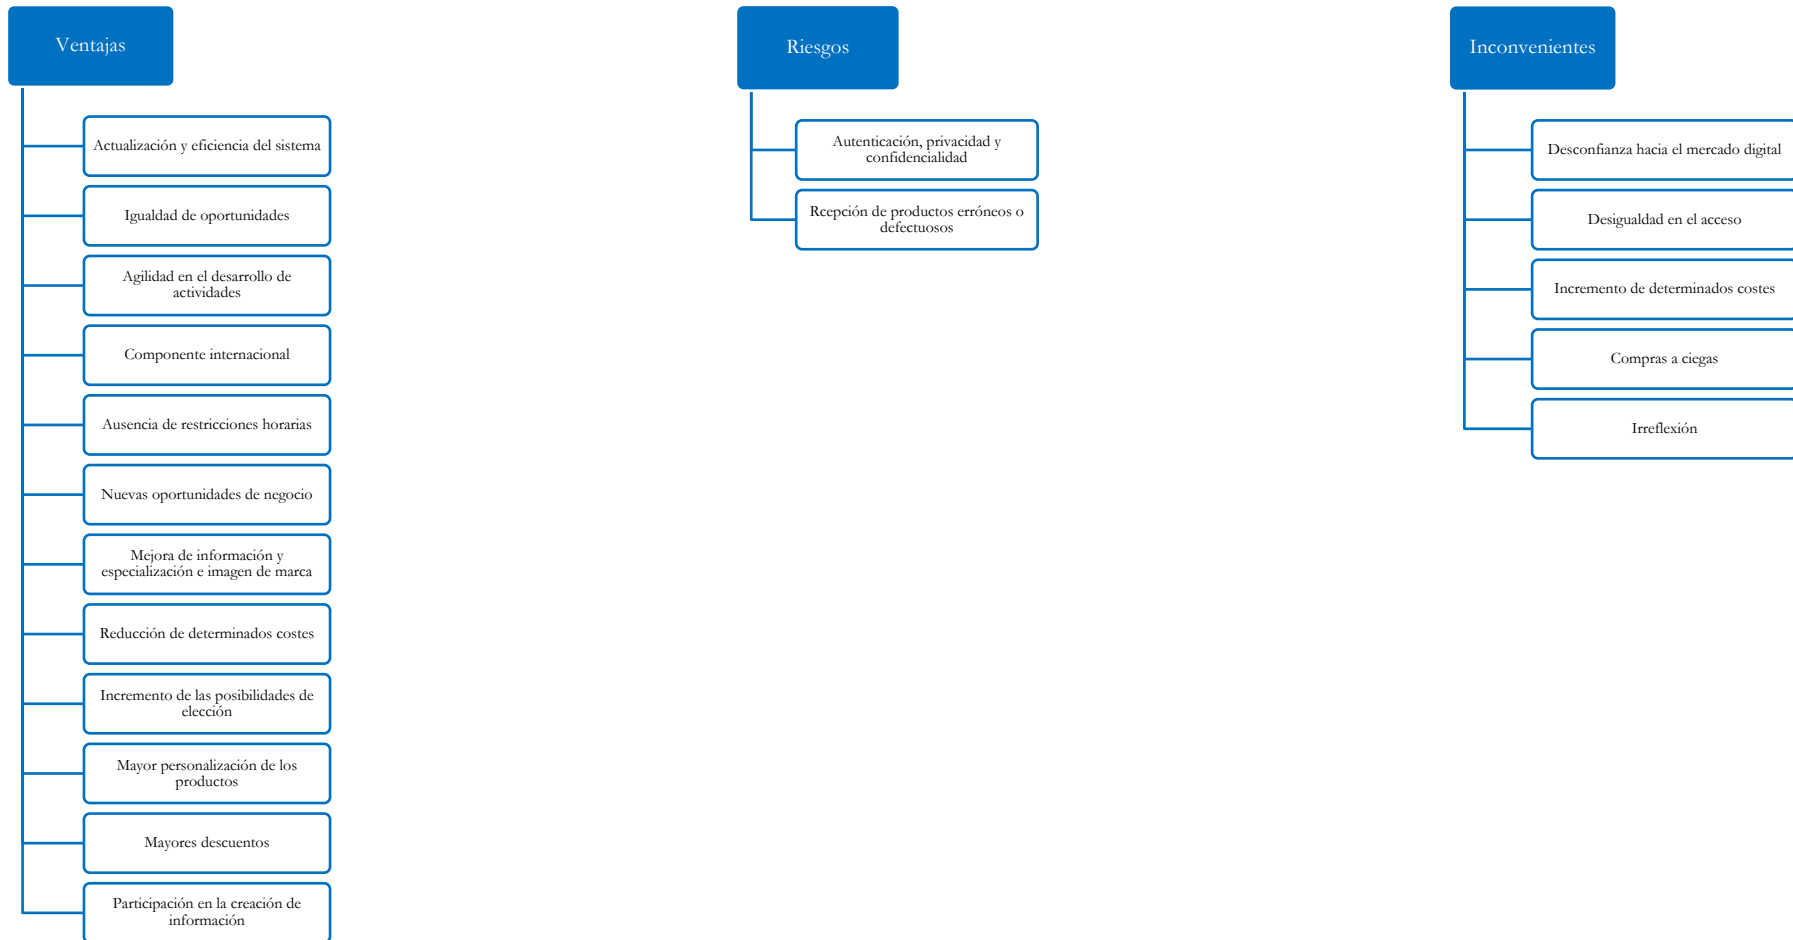 Ventajas
Actualización y eficiencia del sistema
Igualdad de oportunidades
Agilidad en el desarrollo de
actividades
Componente internacional
Ausencia de restricciones horarias
Nuevas oportunidades de negocio
Mejora de información y
especialización e imagen de marca
Reducción de determinados costes
Incremento de las posibilidades de
elección
Mayor personalización de los
productos
Mayores descuentos
Participación en la creación de
información
Riesgos
Autenticación, privacidad y
confidencialidad
Rcepción de productos erróneos o
defectuosos
Inconvenientes
Desconfianza hacia el mercado digital
Desigualdad en el acceso
Incremento de determinados costes
Compras a ciegas
Irreflexión